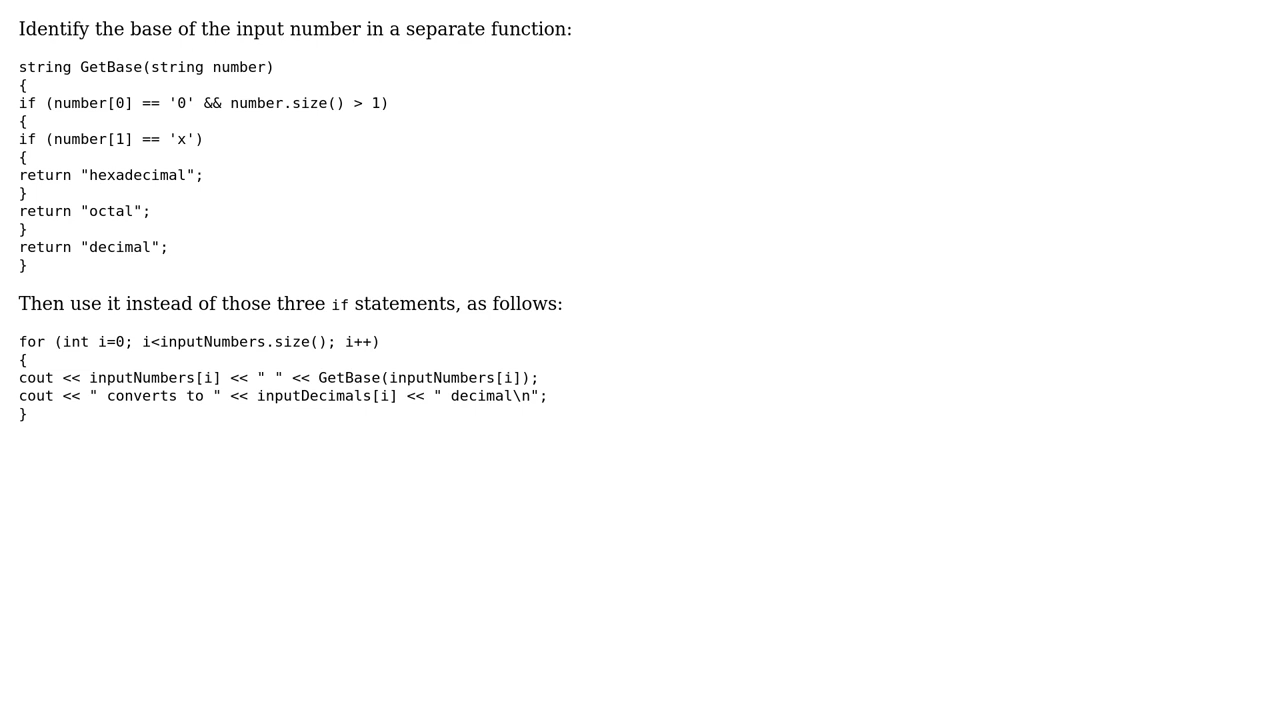 Identify the base of the input number in a separate function:
string GetBase(string number)
{
if (number[0] == '0' && number.size() > 1)
{
if (number[1] == 'x')
{
return "hexadecimal";
}
return "octal";
}
return "decimal";
}
Then use it instead of those three if statements, as follows:
for (int i=0; i<inputNumbers.size(); i++)
{
cout << inputNumbers[i] << " " << GetBase(inputNumbers[i]);
cout << " converts to " << inputDecimals[i] << " decimal\n";
}